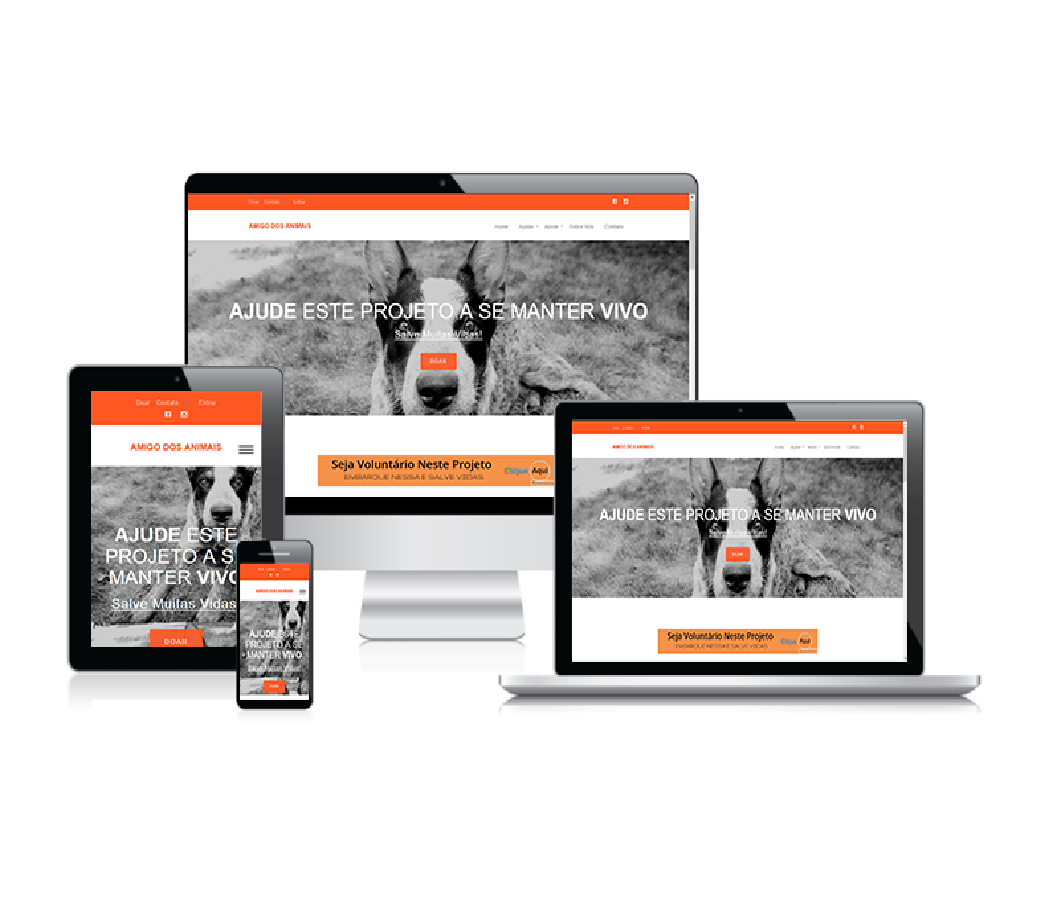 Doar Contato Entrar
AMIGO DOS ANIMAIS
Home Ajudar Adote Sobre Nós Contato
AJUDE ESTE PROJETO A SE MANTER VIVO
Salve Muitas Vidas!
DOAR
Seja Voluntário Neste Projeto
EMBARQUE NESSA E SALVE VIDAS
Clique Aqui
Doar Contato Entrar
AMIGO DOS ANIMAIS
AJUDE ESTE
PROJETO A S
MANTER VIVO
Salve Muitas Vidas
DOAR
AMIGO DOS ANIMAIS
AJUDE ESTE
PROJETO A SE
MANTER VIVO
Salve Muitas Vidas!
DOAR
AMIGO DOS ANIMAIS
AJUDE ESTE PROJETO A SE MANTER VIVO
Salve Muitas Vidas!
DOAR
Seja Voluntário Neste Projeto
EMBARQUE NESSA E SALVE VIDAS
Clique Aqui